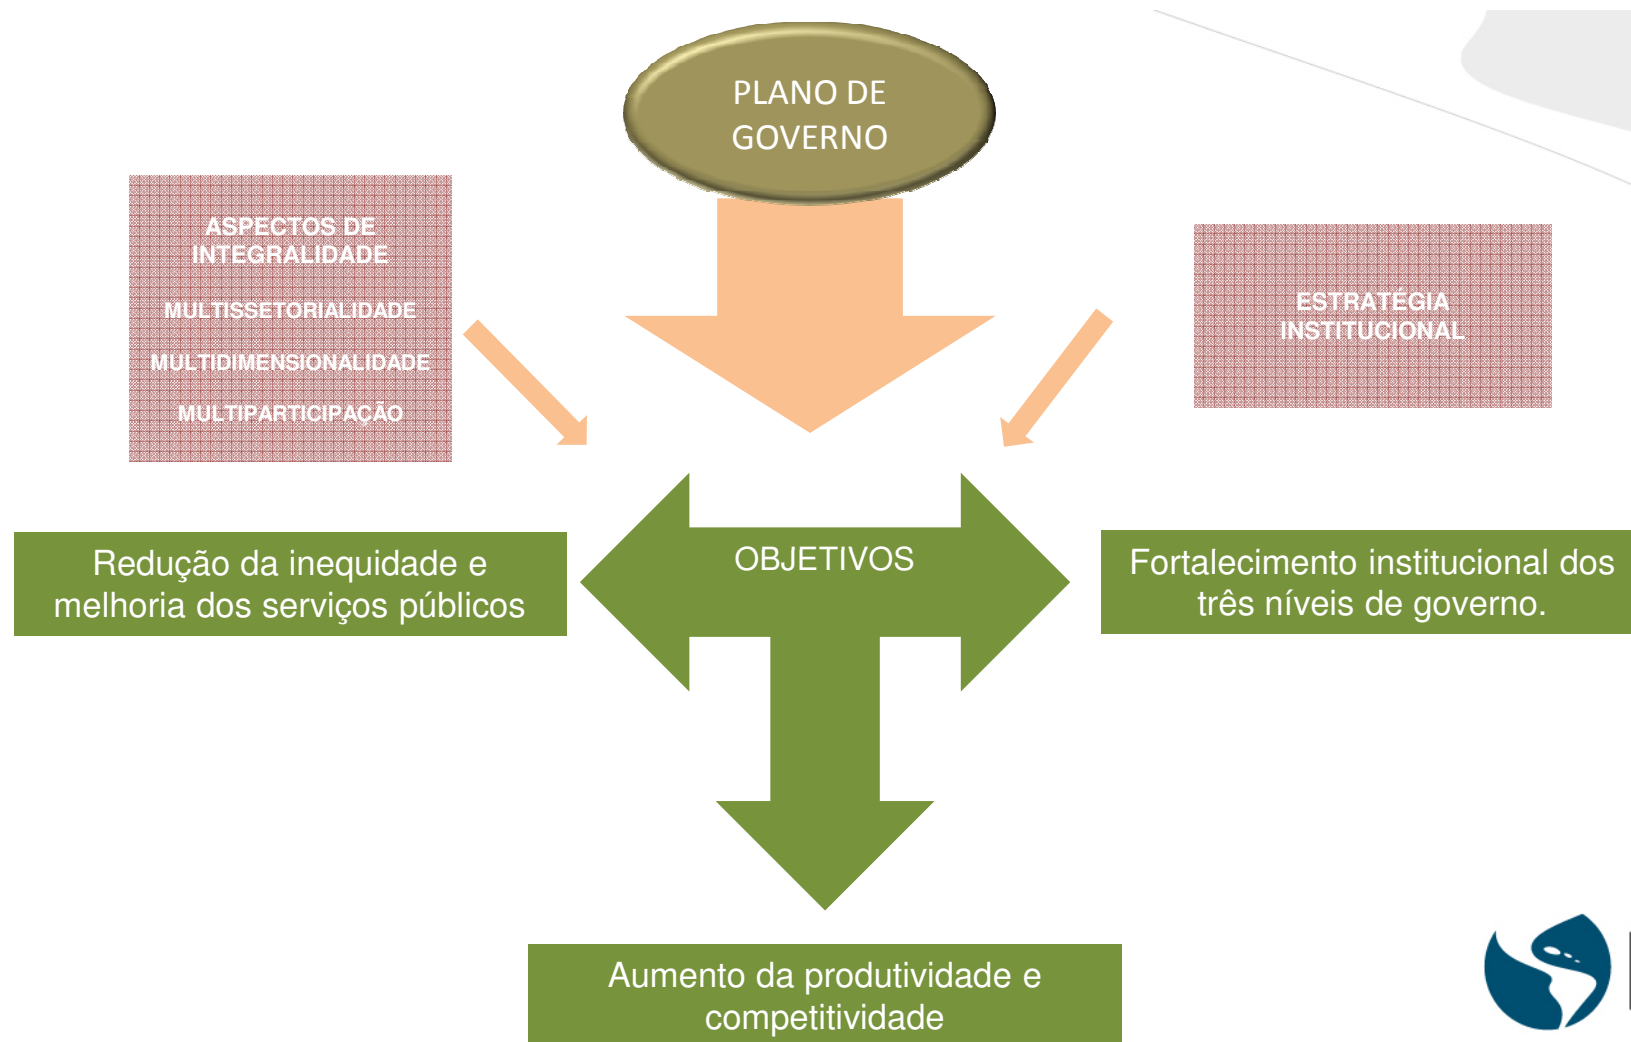 PLANO DE
GOVERNO
ASPECTOS DE
INTEGRALIDADE
MULTISSETORIALIDADE
MULTIDIMENSIONALIDADE
MULTIPARTICIPAÇÃO
ESTRATÉGIA
INSTITUCIONAL
OBJETIVOS
Redução da inequidade e
melhoria dos serviços públicos
Fortalecimento institucional dos
três níveis de governo.
Aumento da produtividade e
competitividade